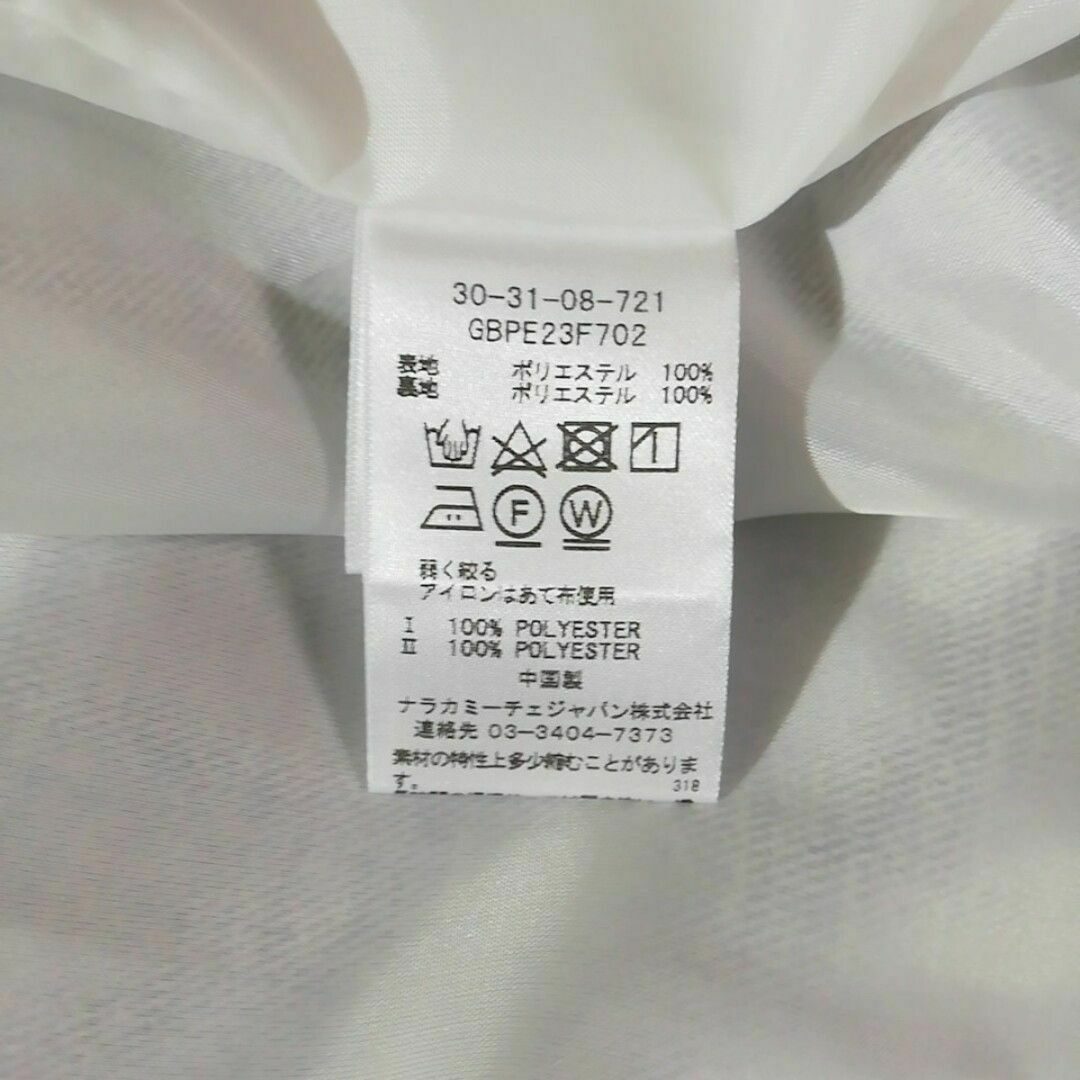 30-31-08-721
GBPE23F702
表地 ポリエステル 100%
裏地 ポリエステル 100%
F W
弱く絞る
アイロンはあて布使用
Ⅰ 100% POLYESTER
Ⅱ 100% POLYESTER
中国製
ナラカミーチェジャパン株式会社
連絡先 03-3404-7373
素材の特性上多少縮むことがありま
す。 318